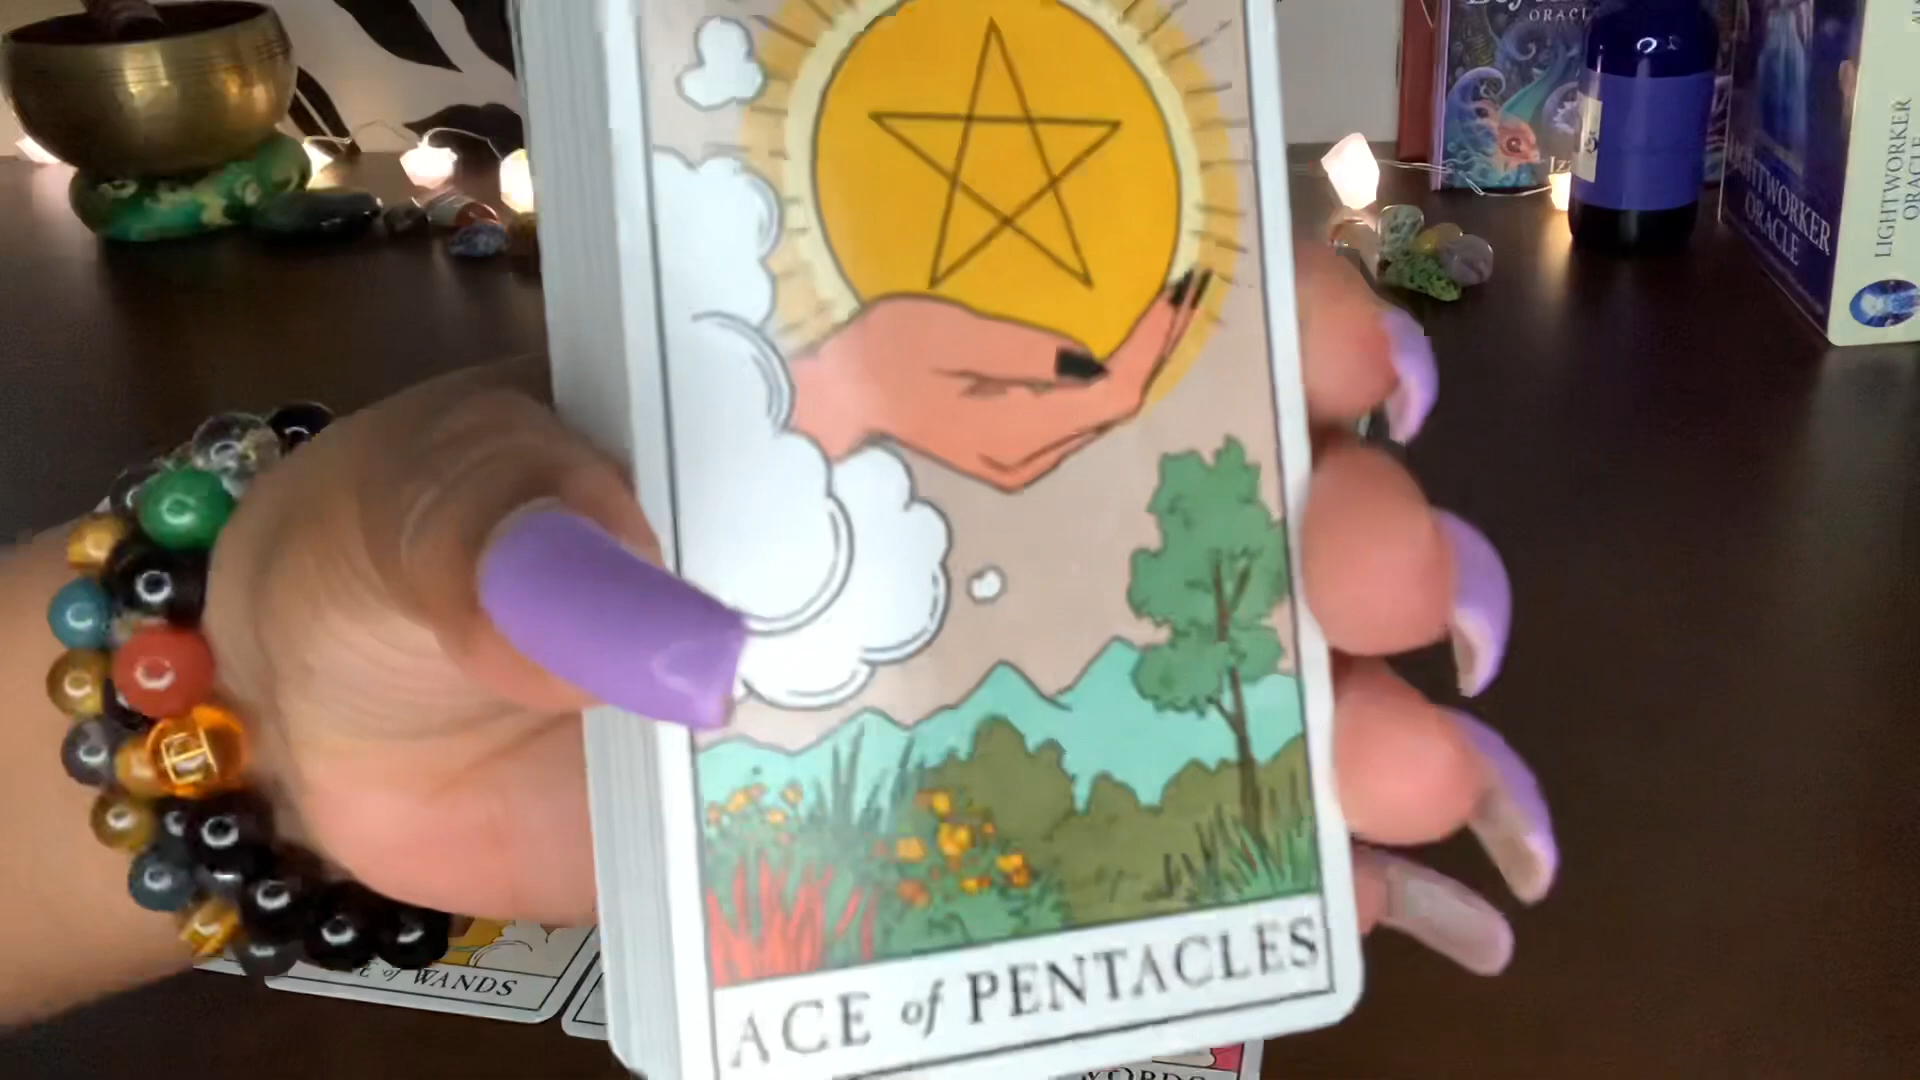 ORACLE
LIGHTWORKER
ORACLE
LIGHTWORKER
ORACLE
of WANDS
ACE of PENTACLES